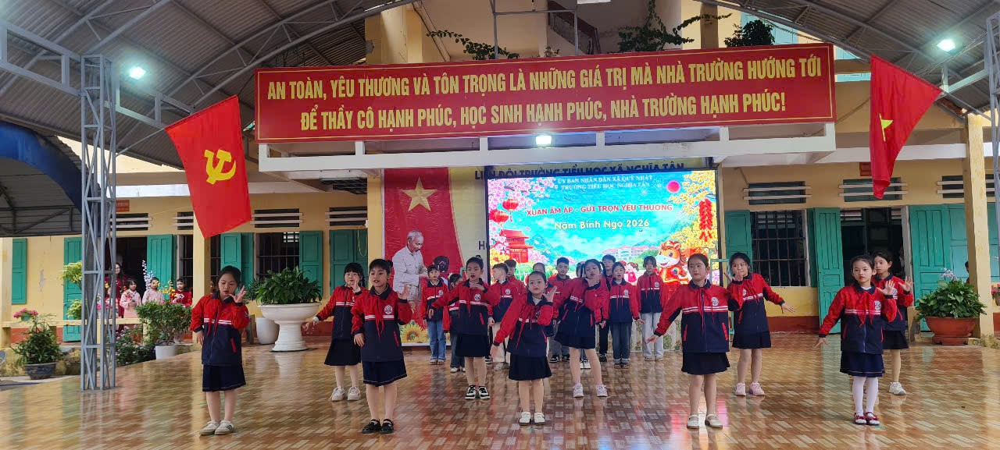 AN TOÀN, YÊU THƯƠNG VÀ TÔN TRỌNG LÀ NHỮNG GIÁ TRỊ MÀ NHÀ TRƯỜNG HƯỚNG TỚI
ĐỂ THẦY CÔ HẠNH PHÚC, HỌC SINH HẠNH PHÚC, NHÀ TRƯỜNG HẠNH PHÚC!
LIÊN ĐỘI TRƯỜNG TIỂU HỌC XÃ NGHĨA TÂN
ỦY BAN NHÂN DÂN XÃ QUỸ NHẤT
TRƯỜNG TIỂU HỌC NGHĨA TÂN
XUÂN ẤM ÁP - GỬI TRỌN YÊU THƯƠNG
Năm Bính Ngọ 2026